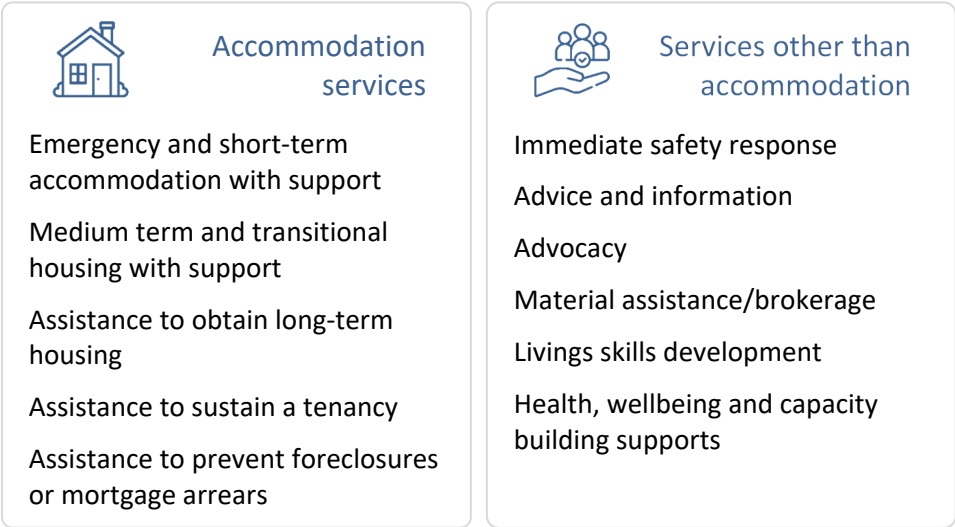 Accommodation
services
Emergency and short-term
accommodation with support
Medium term and transitional
housing with support
Assistance to obtain long-term
housing
Assistance to sustain a tenancy
Assistance to prevent foreclosures
or mortgage arrears
Services other than
accommodation
Immediate safety response
Advice and information
Advocacy
Material assistance/brokerage
Livings skills development
Health, wellbeing and capacity
building supports